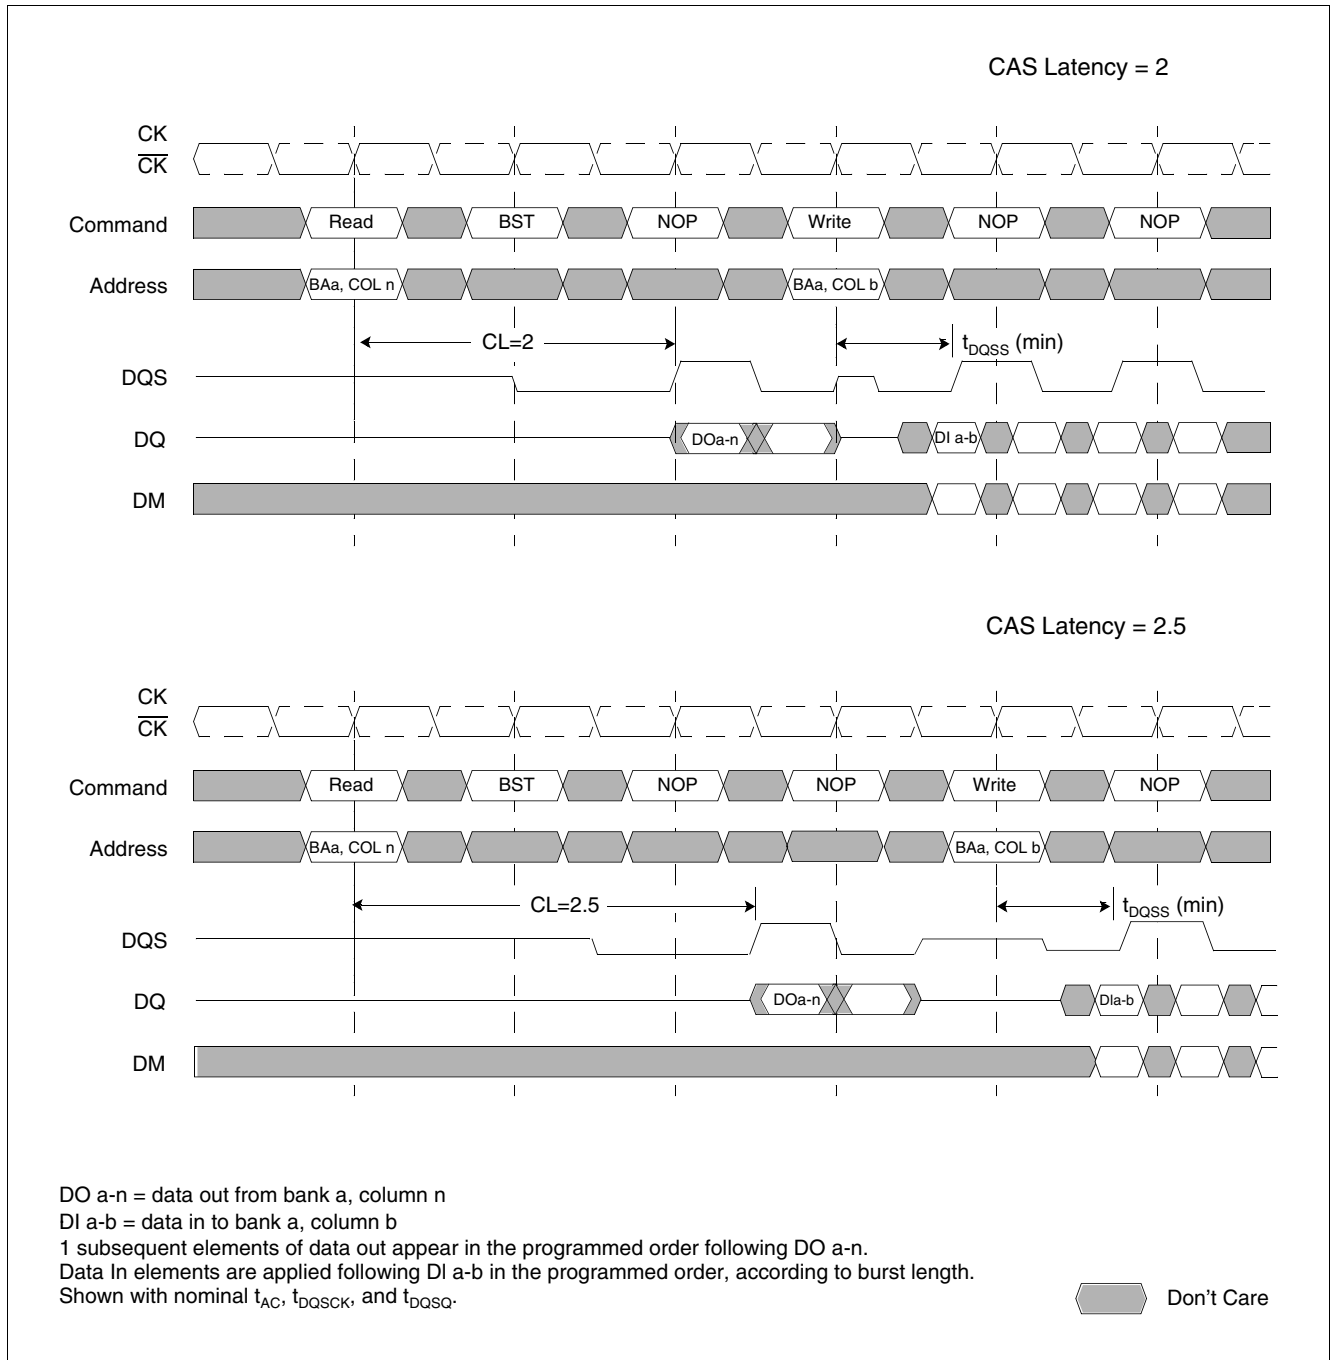 CAS Latency = 2
CK
CK
Command Read BST NOP Write NOP NOP
Address BAa, COL n BAa, COL b
CL=2 tDQSS (min)
DQS
DQ DOa-n DI a-b
DM
CAS Latency = 2.5
CK
CK
Command Read BST NOP NOP Write NOP
Address BAa, COL n BAa, COL b
CL=2.5 tDQSS (min)
DQS
DQ DOa-n DIa-b
DM
DO a-n = data out from bank a, column n
DI a-b = data in to bank a, column b
1 subsequent elements of data out appear in the programmed order following DO a-n.
Data In elements are applied following DI a-b in the programmed order, according to burst length.
Shown with nominal tAC, tDQSCK, and tDQSQ.
Don't Care